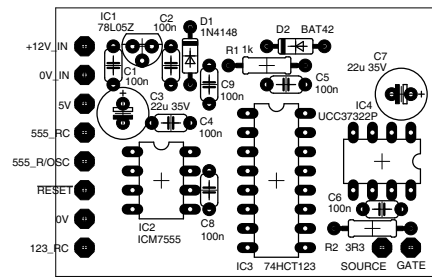 IC1
78L05Z
C2
100n
D1
1N4148
D2
BAT42
R1 1k
C7
22u 35V
+12V_IN
0V_IN
5V
555_RC
555_R/OSC
RESET
0V
123_RC
C1
100n
C3
22u 35V
C9
100n
C5
100n
IC4
UCC37322P
C4
100n
IC2
ICM7555
C8
100n
IC3
74HCT123
C6
100n
R2
3R3
SOURCE
GATE
+
+